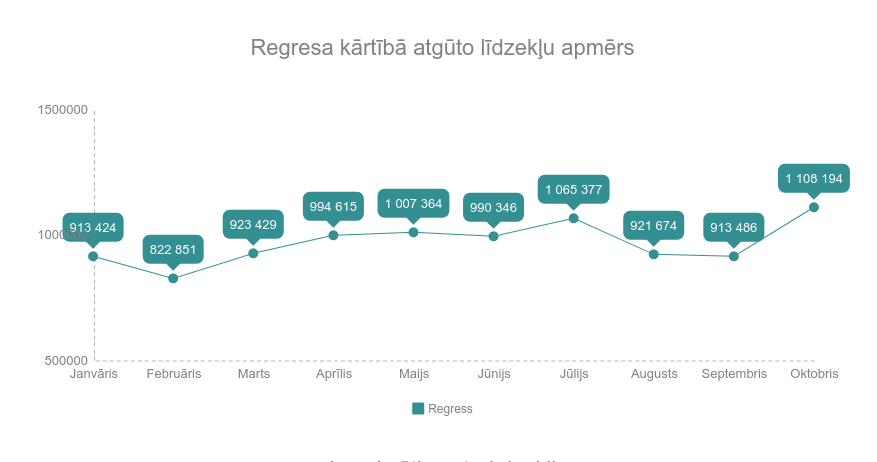 Regresa kārtībā atgūto līdzekļu apmērs
1500000
1 108 194
1 065 377
1 007 364
994 615
990 346
923 429
921 674
913 424
913 486
822 851
500000
Janvāris Februāris Marts Aprīlis Maijs Jūnijs Jūlijs Augusts Septembris Oktobris
Regress